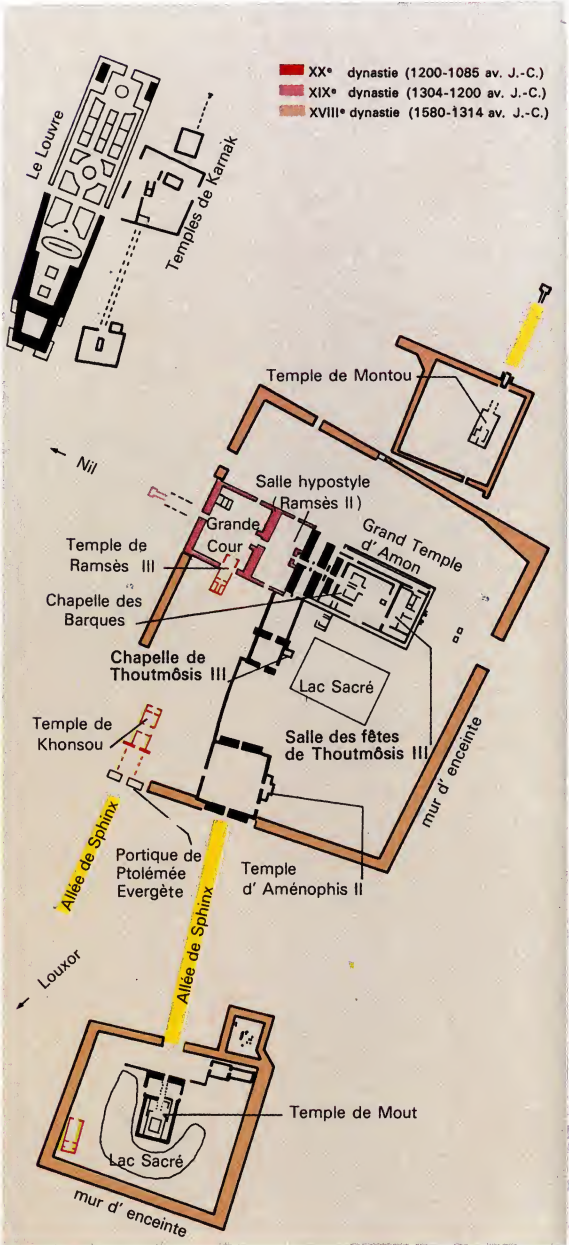 XXe dynastie (1200-1085 av. J.-C.)
XIXe dynastie (1304-1200 av. J.-C.)
XVIIIe dynastie (1580-1314 av. J.-C.)
Le Louvre
Temples de Karnak
Temple de Montou
Nil
Salle hypostyle
(Ramsès II)
Grande
Cour
Grand Temple
d'Amon
Temple de
Ramsès III
Chapelle des
Barques
Chapelle de
Thoutmôsis III
Lac Sacré
Temple de
Khonsou
Salle des fêtes
de Thoutmôsis III
mur d'enceinte
Allée de Sphinx
Portique de
Ptolémée
Evergète
Temple
d'Aménophis II
Allée de Sphinx
Louxor
Temple de Mout
Lac Sacré
mur d'enceinte